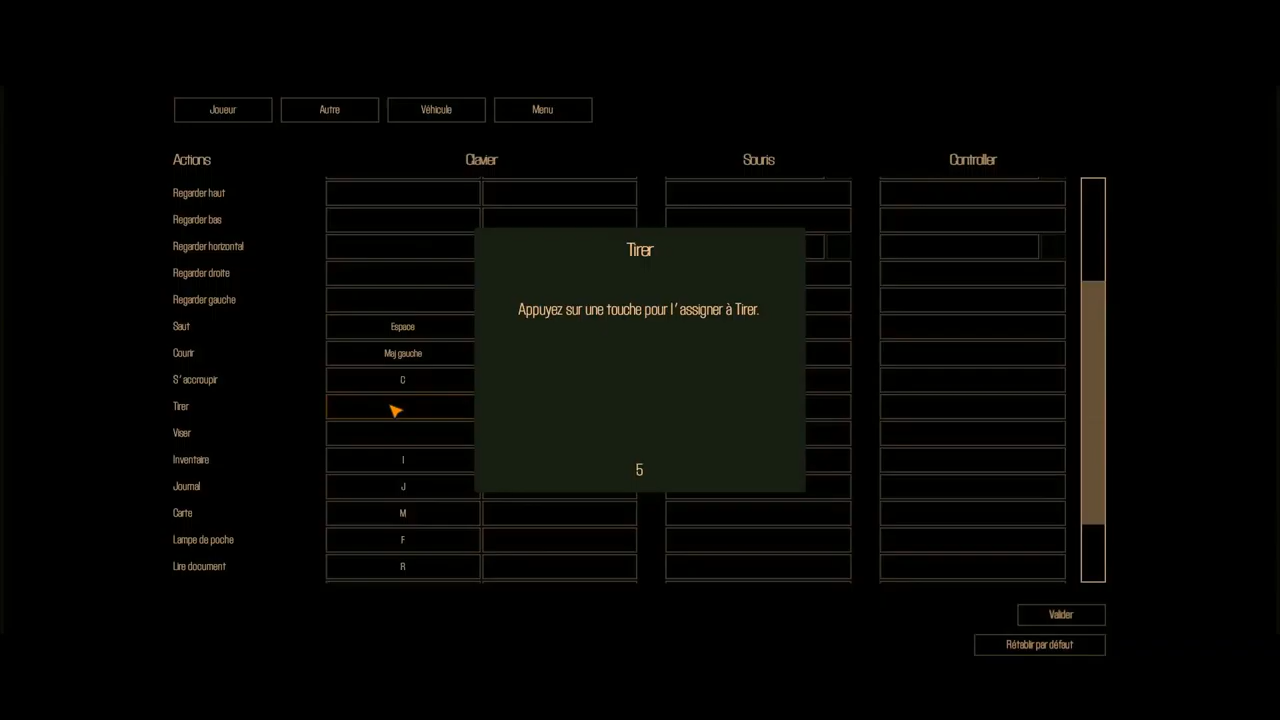 Joueur Autre Véhicule Menu
Actions Clavier Souris Controller
Regarder haut
Regarder bas
Regarder horizontal
Regarder droite
Regarder gauche
Saut Espace
Courir Maj gauche
S'accroupir C
Tirer
Viser
Inventaire I
Journal J
Carte M
Lampe de poche F
Lire document R
Tirer
Appuyez sur une touche pour l'assigner à Tirer.
5
Valider
Rétablir par défaut